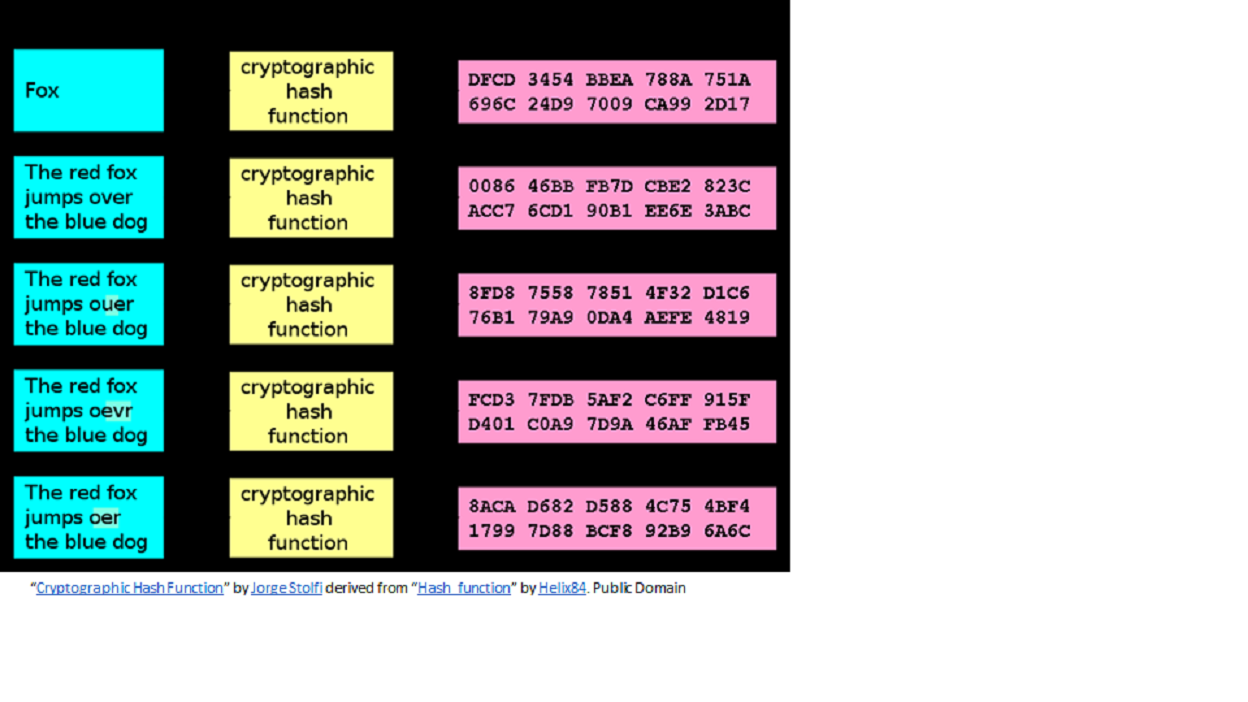 Fox
cryptographic
hash
function
DFCD 3454 BBEA 788A 751A
696C 24D9 7009 CA99 2D17
The red fox
jumps over
the blue dog
cryptographic
hash
function
0086 46BB FB7D CBE2 823C
ACC7 6CD1 90B1 EE6E 3ABC
The red fox
jumps ouer
the blue dog
cryptographic
hash
function
8FD8 7558 7851 4F32 D1C6
76B1 79A9 0DA4 AEFE 4819
The red fox
jumps oevr
the blue dog
cryptographic
hash
function
FCD3 7FDB 5AF2 C6FF 915F
D401 C0A9 7D9A 46AF FB45
The red fox
jumps oer
the blue dog
cryptographic
hash
function
8ACA D682 D588 4C75 4BF4
1799 7D88 BCF8 92B9 6A6C
“Cryptographic Hash Function” by Jorge Stolfi derived from “Hash_function” by Helix84. Public Domain